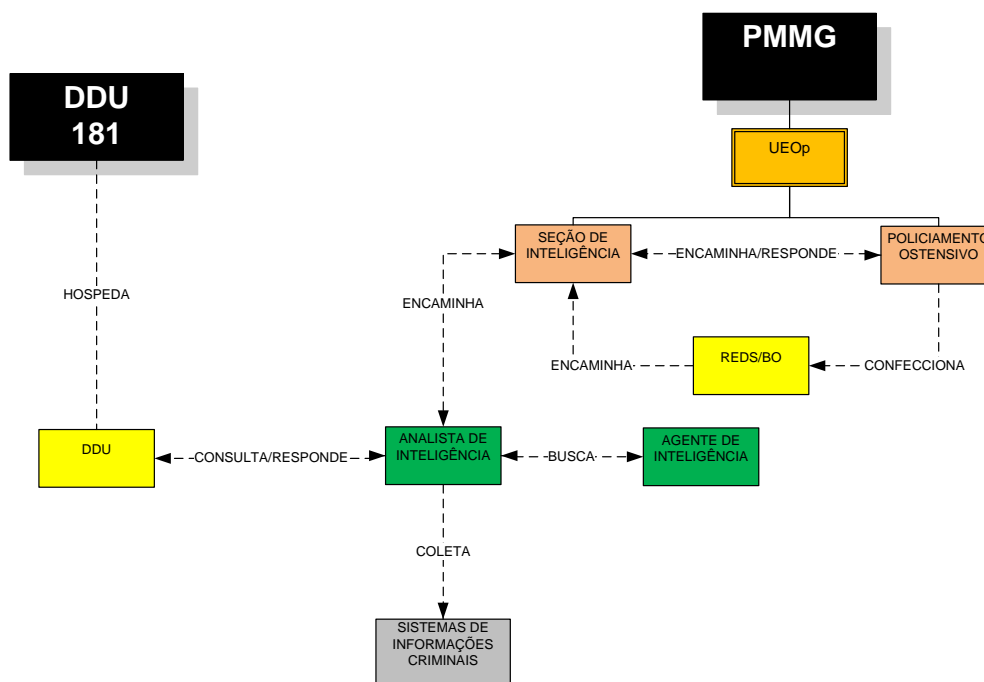 PMMG
DDU
181
UEOp
SEÇÃO DE
INTELIGÊNCIA
ENCAMINHA/RESPONDE
POLICIAMENTO
OSTENSIVO
HOSPEDA
ENCAMINHA
ENCAMINHA
REDS/BO
CONFECCIONA
DDU
CONSULTA/RESPONDE
ANALISTA DE
INTELIGÊNCIA
BUSCA
AGENTE DE
INTELIGÊNCIA
COLETA
SISTEMAS DE
INFORMAÇÕES
CRIMINAIS